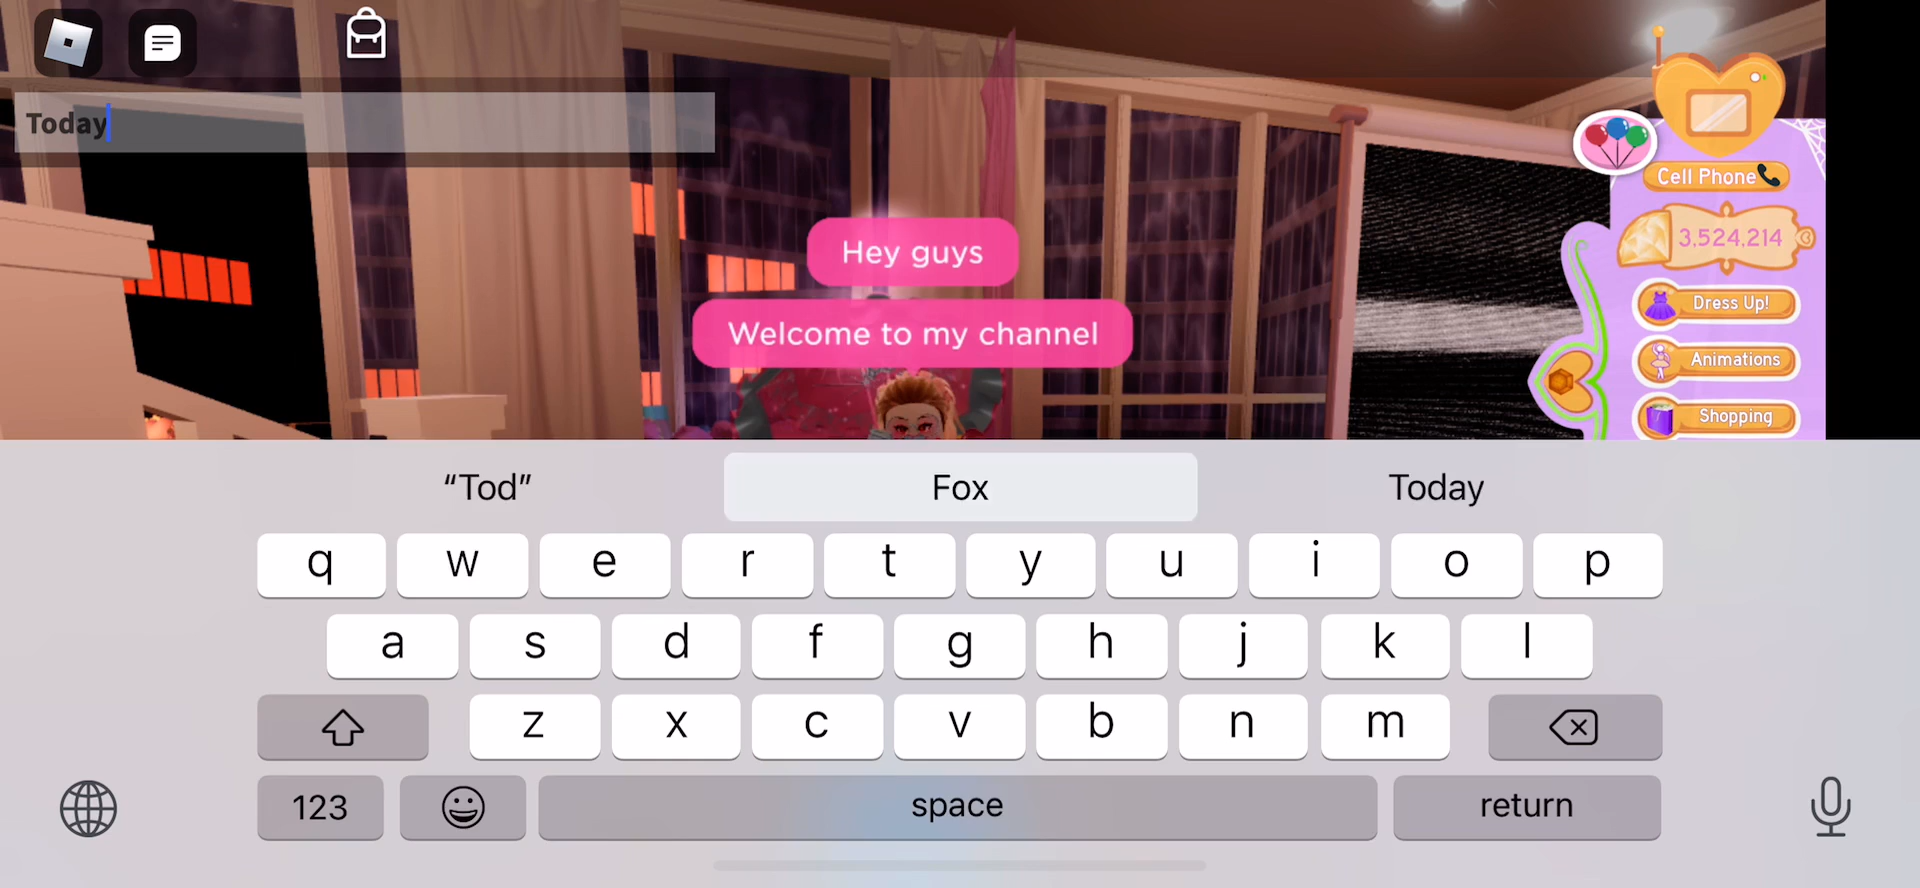 Today
Hey guys
Welcome to my channel
Cell Phone
3,524,214
Dress Up!
Animations
Shopping
“Tod”
Fox
Today
q w e r t y u i o p
a s d f g h j k l
z x c v b n m
123
space
return